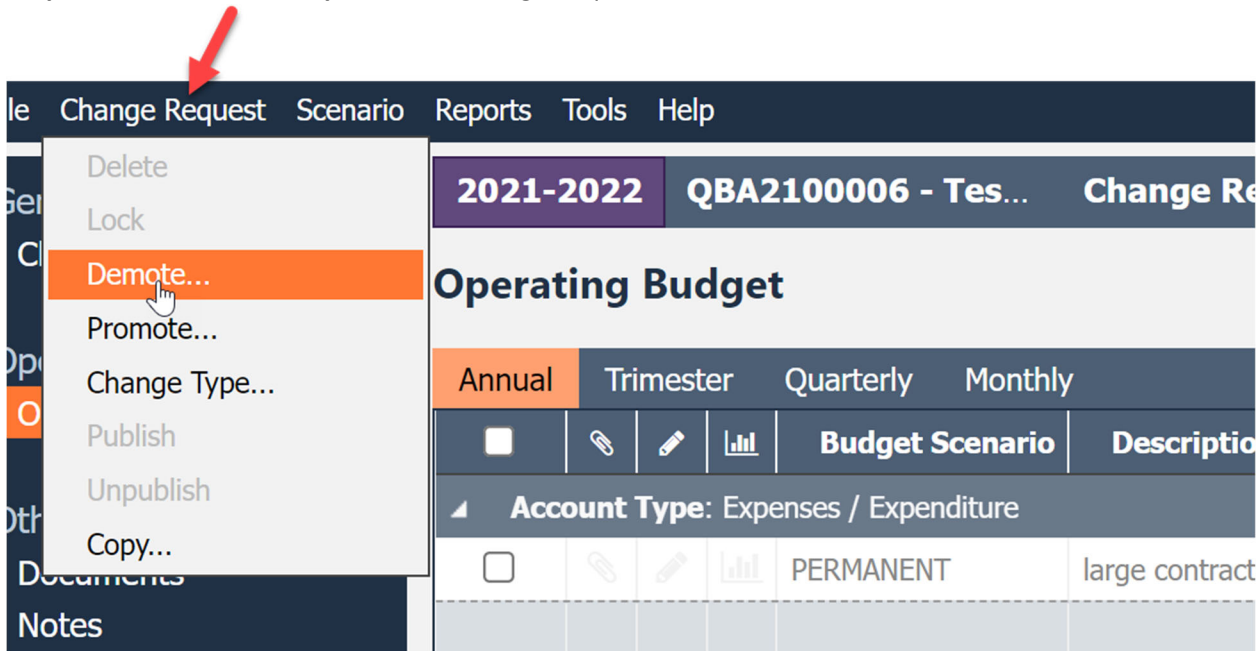 le Change Request Scenario Reports Tools Help
Delete
Lock
Demote...
Promote...
Change Type...
Publish
Unpublish
Copy...
Documents
Notes
2021-2022 QBA2100006 - Tes... Change Re
Operating Budget
Annual Trimester Quarterly Monthly
Budget Scenario Descriptio
Account Type: Expenses / Expenditure
PERMANENT large contract